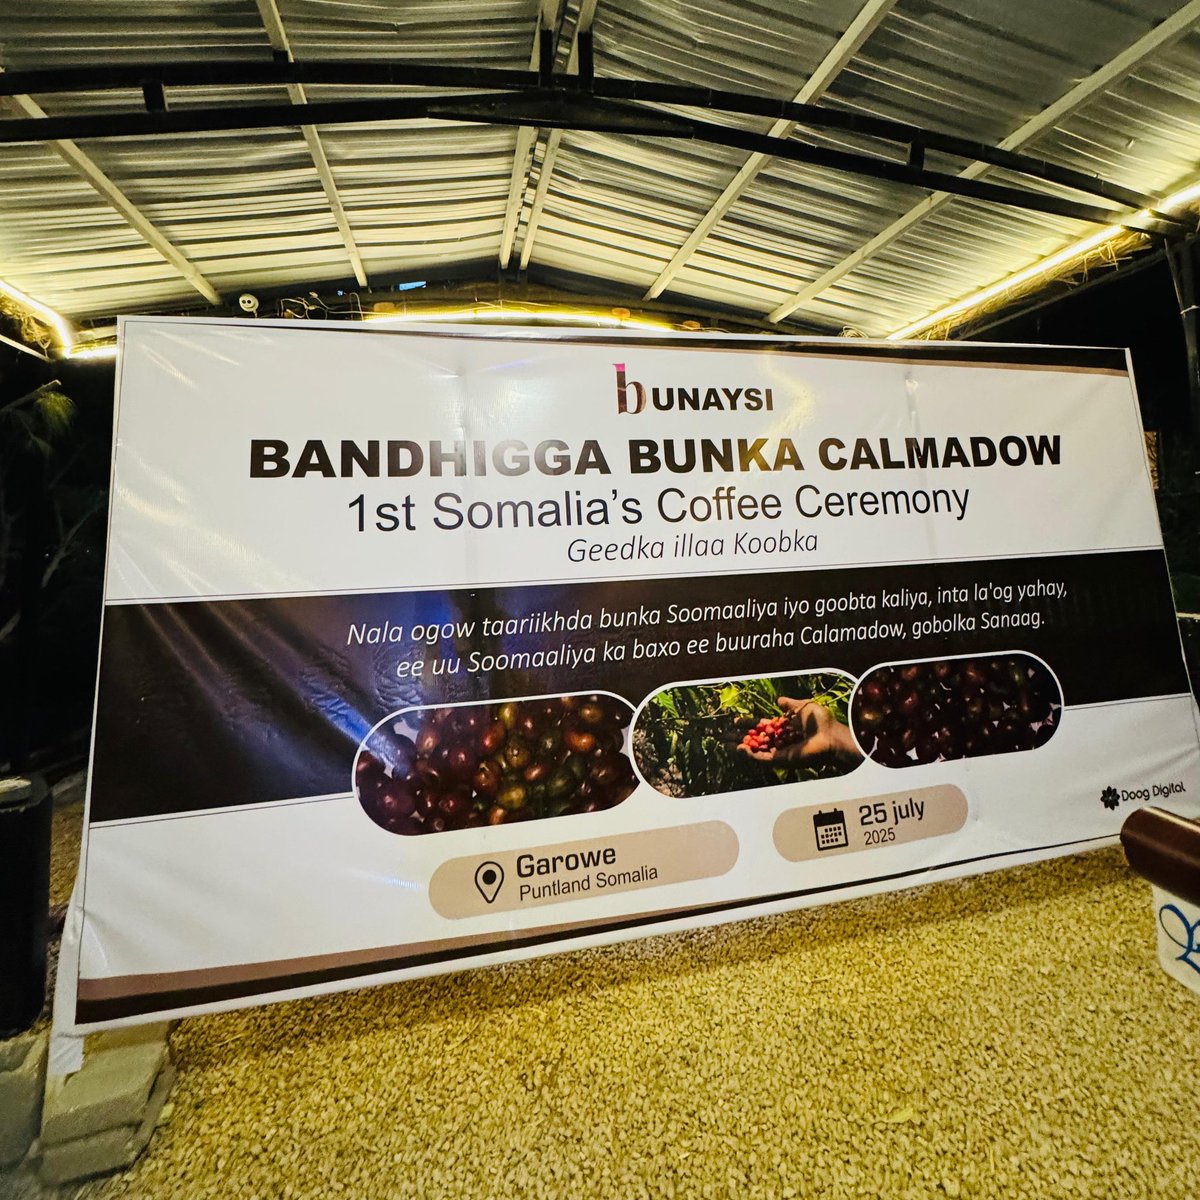 bUNAYSI
BANDHIGGA BUNKA CALMADOW
1st Somalia's Coffee Ceremony
Geedka illaa Koobka
Nala ogow taariikhda bunka Soomaaliya iyo goobta kaliya, inta la'og yahay,
ee uu Soomaaliya ka baxo ee buuraha Calamadow, gobolka Sanaag.
Doog Digital
Garowe
Puntland Somalia
25 july
2025